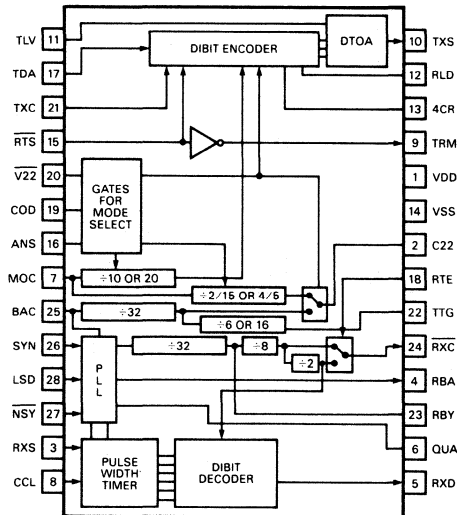 TLV 11
DTOA
10 TXS
DIBIT ENCODER
TDA 17
12 RLD
TXC 21
13 4CR
RTS 15
9 TRM
V22 20
GATES FOR MODE SELECT
1 VDD
COD 19
14 VSS
ANS 16
2 C22
MOC 7
÷10 OR 20
18 RTE
÷2/15 OR 4/5
BAC 25
÷32
22 TTG
÷6 OR 16
SYN 26
÷32
÷8
24 RXC
÷2
LSD 28
PLL
4 RBA
NSY 27
23 RBY
RXS 3
6 QUA
PULSE WIDTH TIMER
DIBIT DECODER
CCL 8
5 RXD